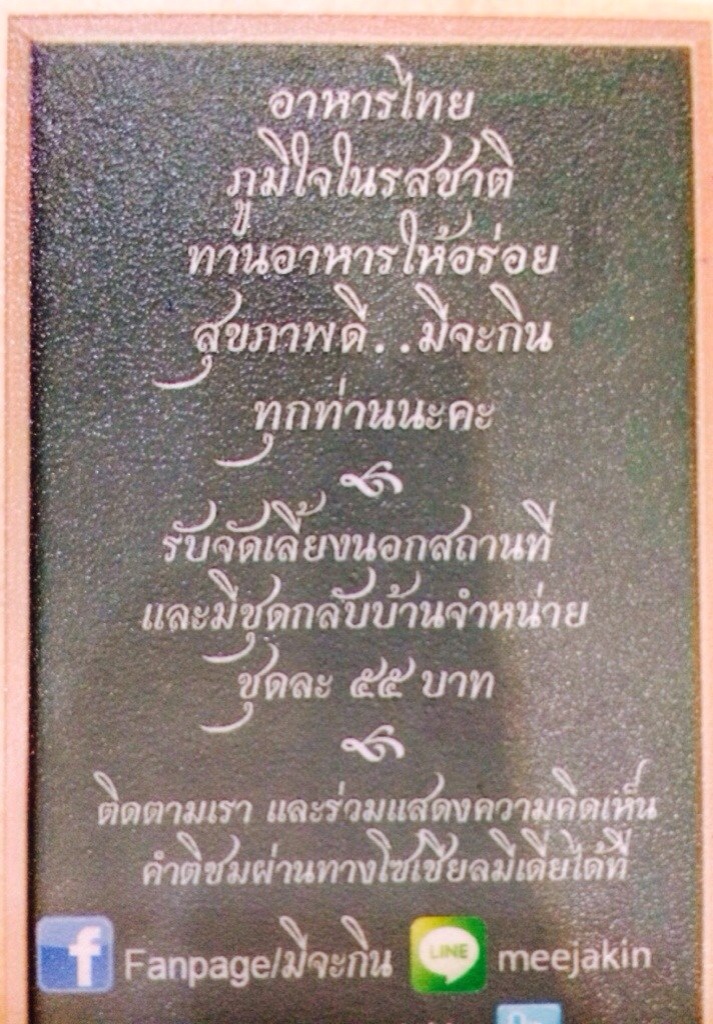 อาหารไทย
ภูมิใจในรสชาติ
ทานอาหารให้อร่อย
สุขภาพดี..มีจะกิน
ทุกท่านนะคะ
รับจัดเลี้ยงนอกสถานที่
และมีชุดกลับบ้านจำหน่าย
ชุดละ ๕๕ บาท
ติดตามเรา และร่วมแสดงความคิดเห็น
คำติชมผ่านทางโซเชียลมีเดียได้ที่
f Fanpage/มีจะกิน LINE meejakin